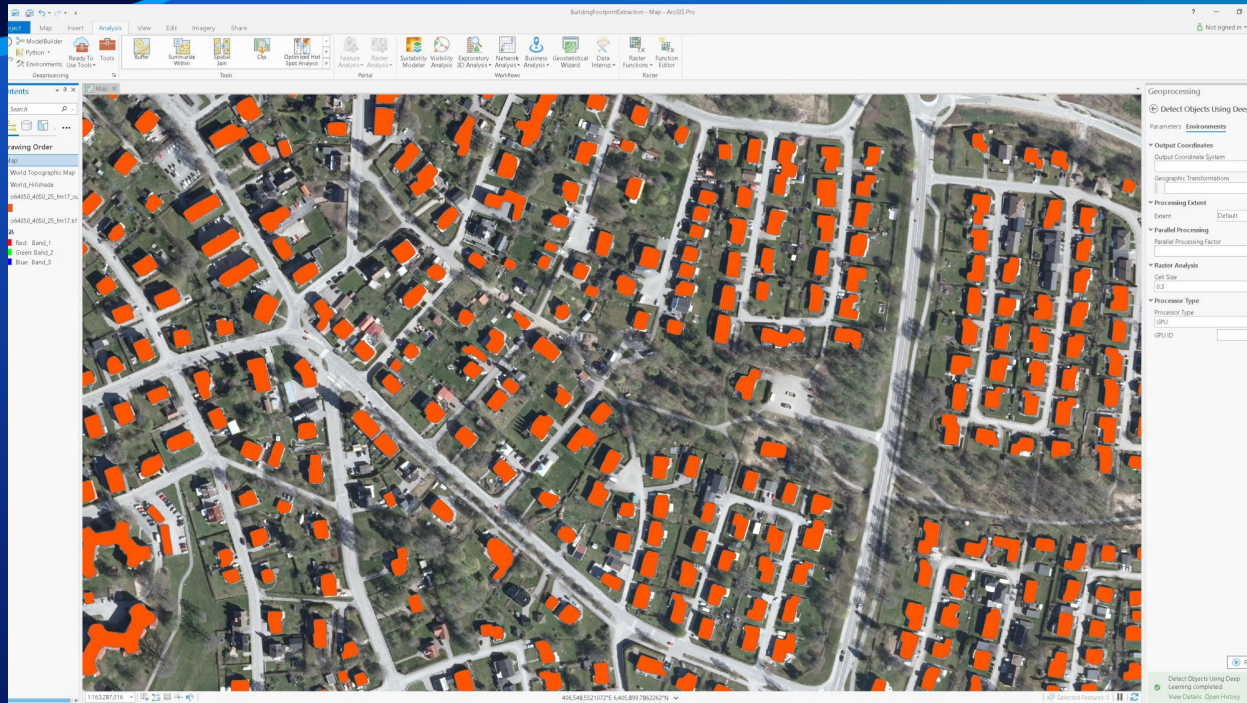 BuildingFootprintExtraction - Map - ArcGIS Pro
?
Not signed in
Map Insert Analysis View Edit Imagery Share
ModelBuilder
Python
Environments
Ready To Use Tools
Tools
Geoprocessing
Buffer
Summarize Within
Spatial Join
Clip
Optimized Hot Spot Analysis
Tools
Feature Analysis
Raster Analysis
Portal
Suitability Modeler
Visibility Analysis
Exploratory 3D Analysis
Network Analysis
Business Analysis
Geostatistical Wizard
Data Interop
Workflows
Raster Functions
Function Editor
Raster
Map
Search
World Topographic Map
World_Hillshade
Red: Band_1
Green: Band_2
Blue: Band_3
Geoprocessing
Detect Objects Using Deep
Parameters Environments
Output Coordinates
Output Coordinate System
Geographic Transformations
Processing Extent
Extent Default
Parallel Processing
Parallel Processing Factor
Raster Analysis
Cell Size
0.3
Processor Type
Processor Type
GPU
GPU ID
Detect Objects Using Deep
Learning completed.
View Details Open History
1:163,287,016
Selected Features: 0